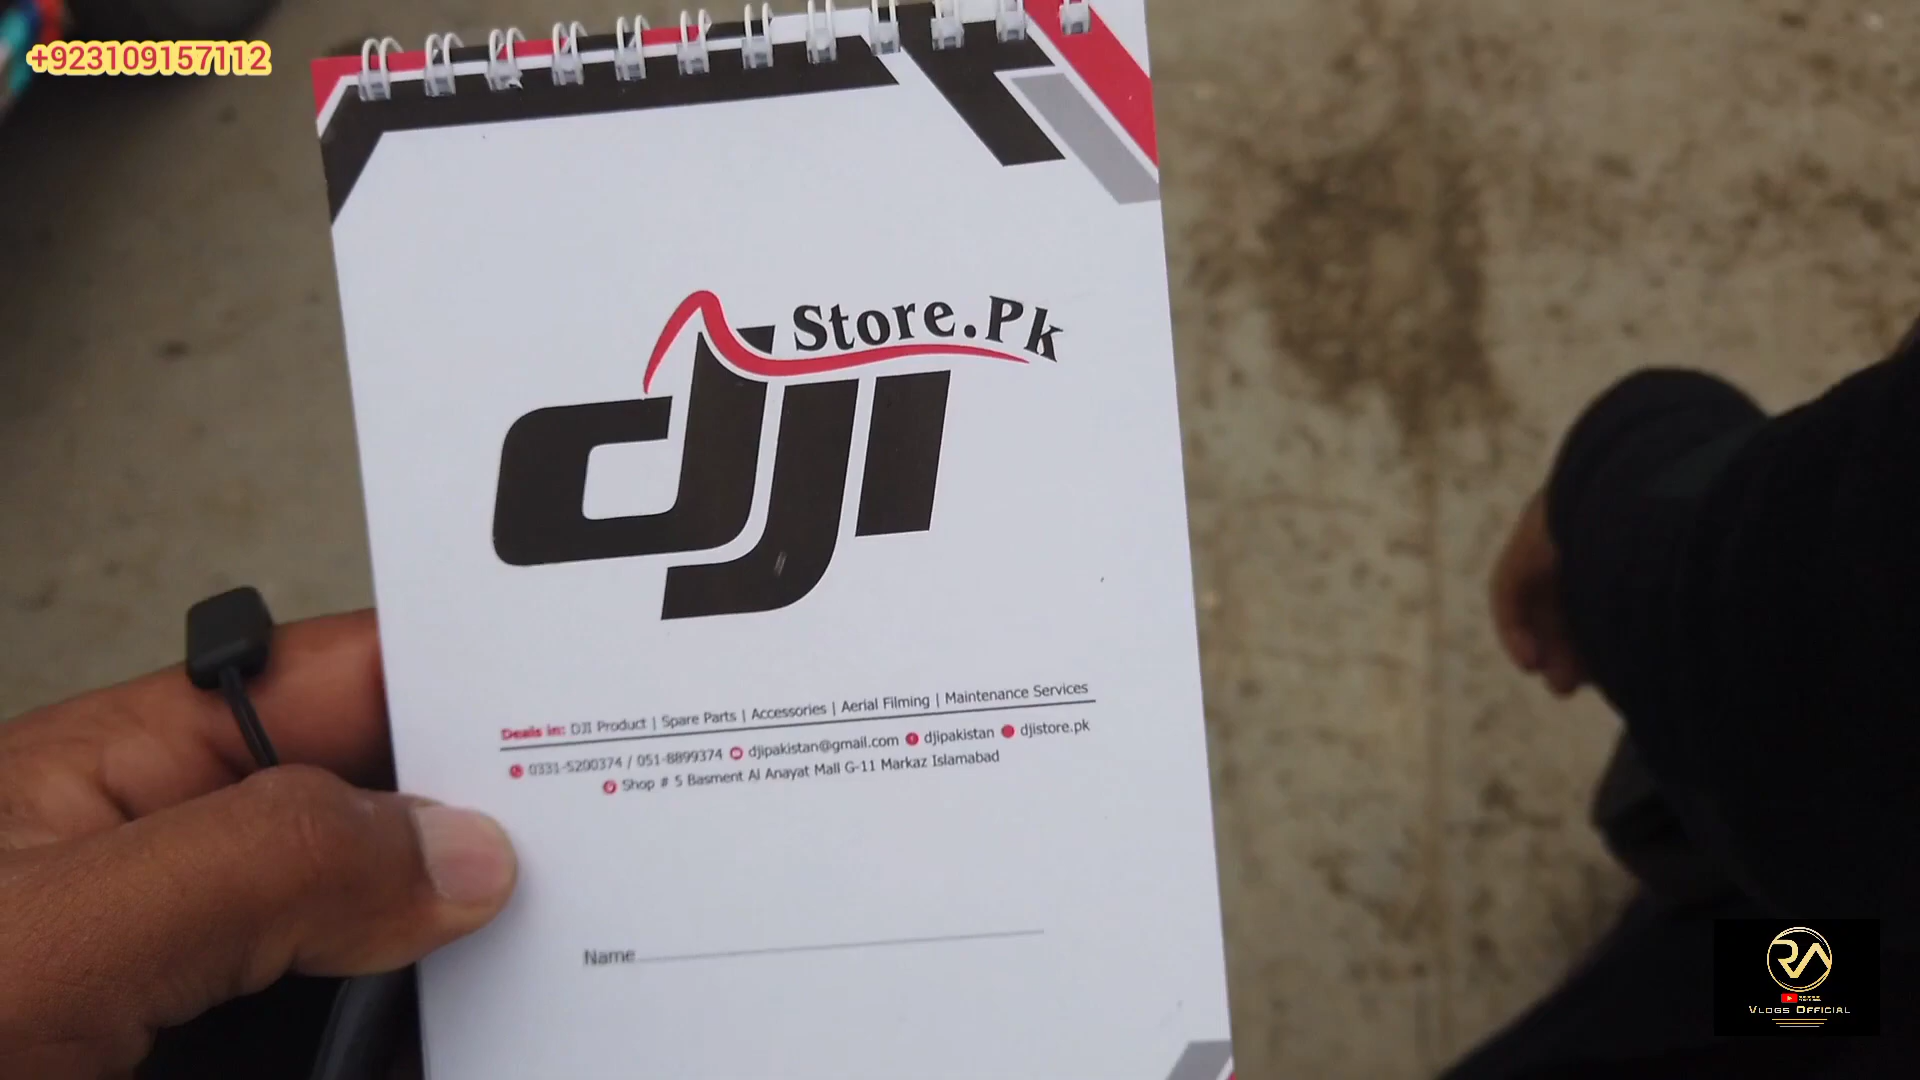 +923109157112
Store.Pk
dji
Deals in: DJI Product | Spare Parts | Accessories | Aerial Filming | Maintenance Services
0331-5200374 / 051-8899374 djipakistan@gmail.com djipakistan djistore.pk
Shop # 5 Basment Al Anayat Mall G-11 Markaz Islamabad
Name
RA
Vlogs Official